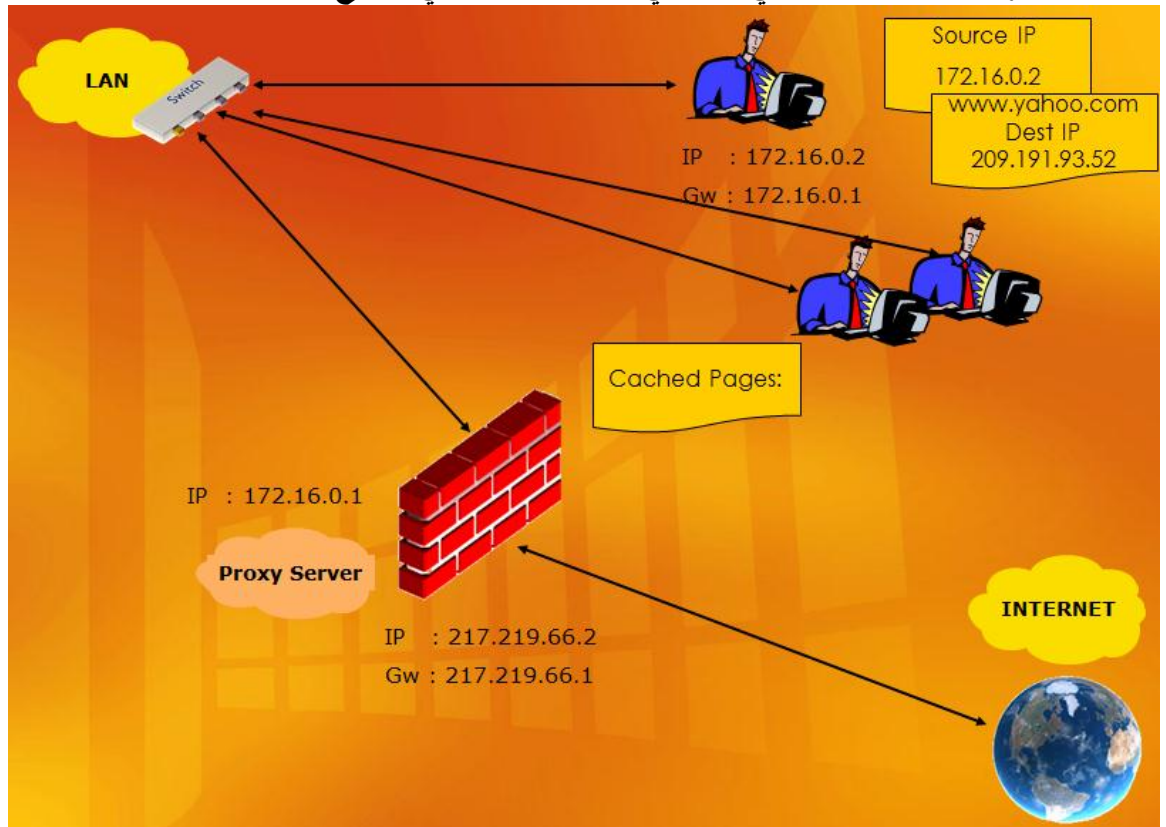 LAN
Switch
Source IP
172.16.0.2
www.yahoo.com
Dest IP
209.191.93.52
IP : 172.16.0.2
Gw : 172.16.0.1
Cached Pages:
IP : 172.16.0.1
Proxy Server
IP : 217.219.66.2
Gw : 217.219.66.1
INTERNET